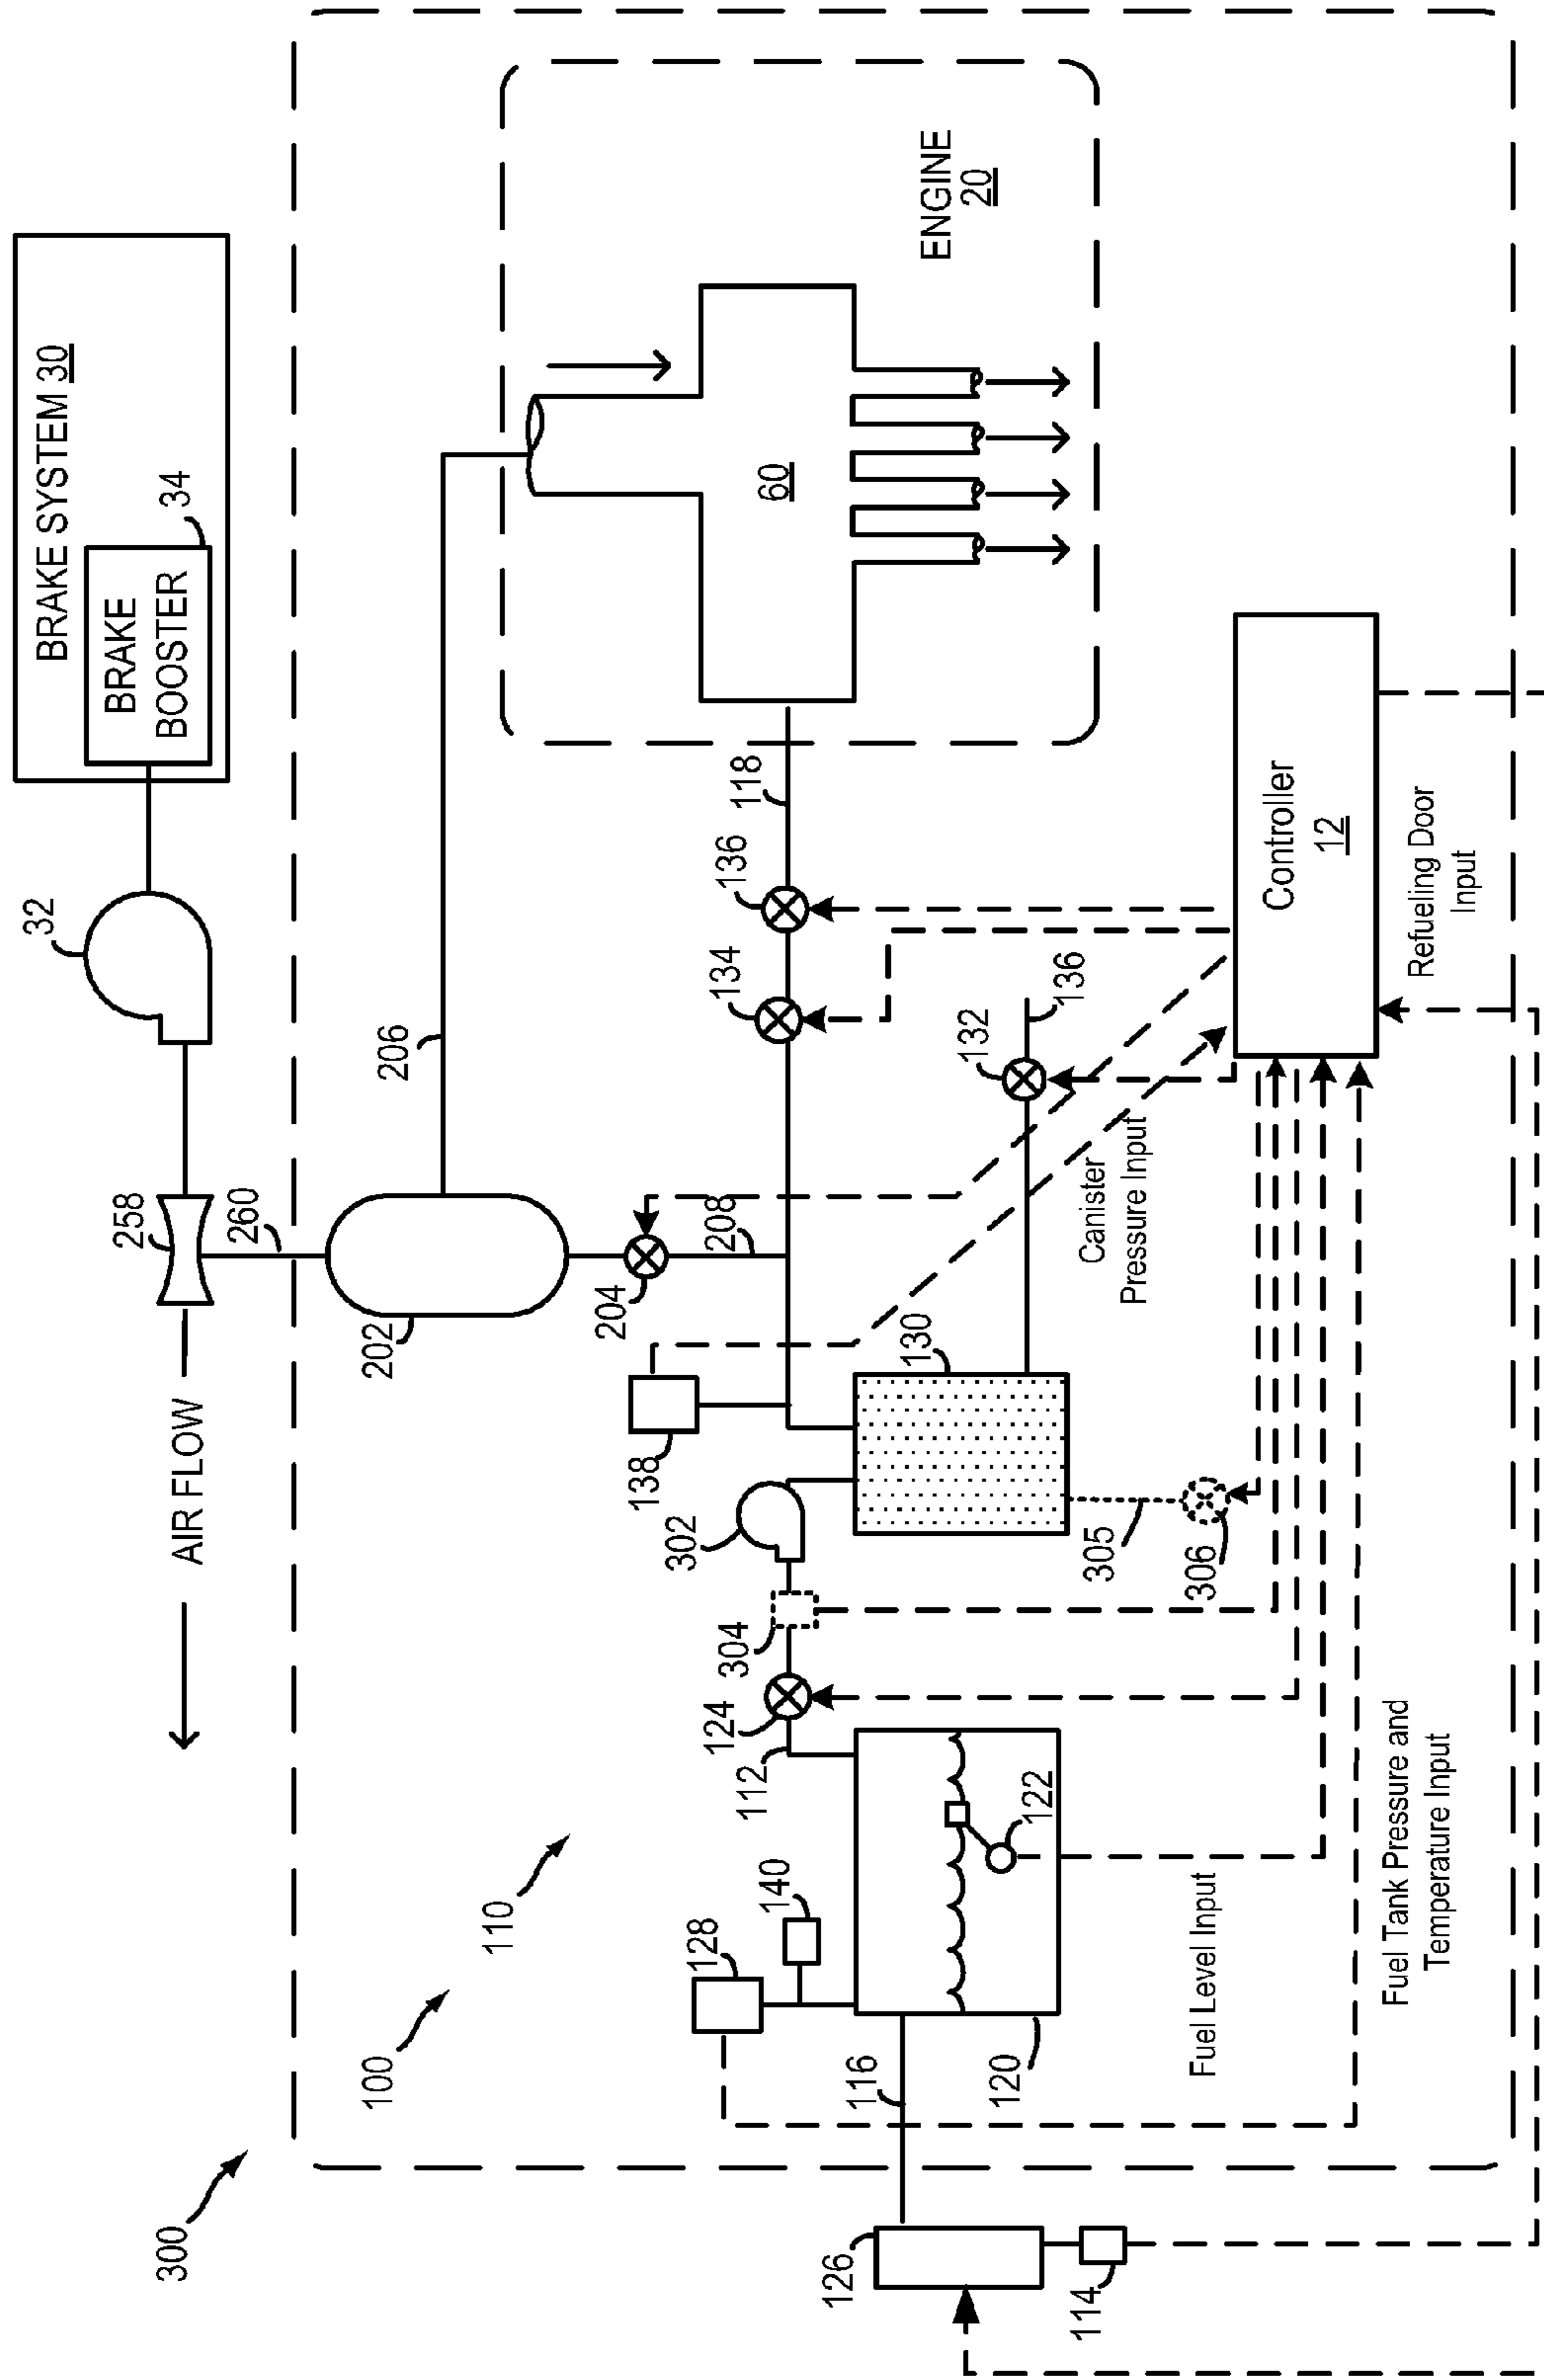 300
100
110
AIR FLOW
258
260
32
BRAKE SYSTEM 30
BRAKE
BOOSTER
34
202
206
204
208
138
302
304
124
112
128
140
134
136
118
60
ENGINE
20
130
132
136
305
306
122
120
116
126
114
Canister
Pressure Input
Controller
12
Refueling Door
Input
Fuel Level Input
Fuel Tank Pressure and
Temperature Input